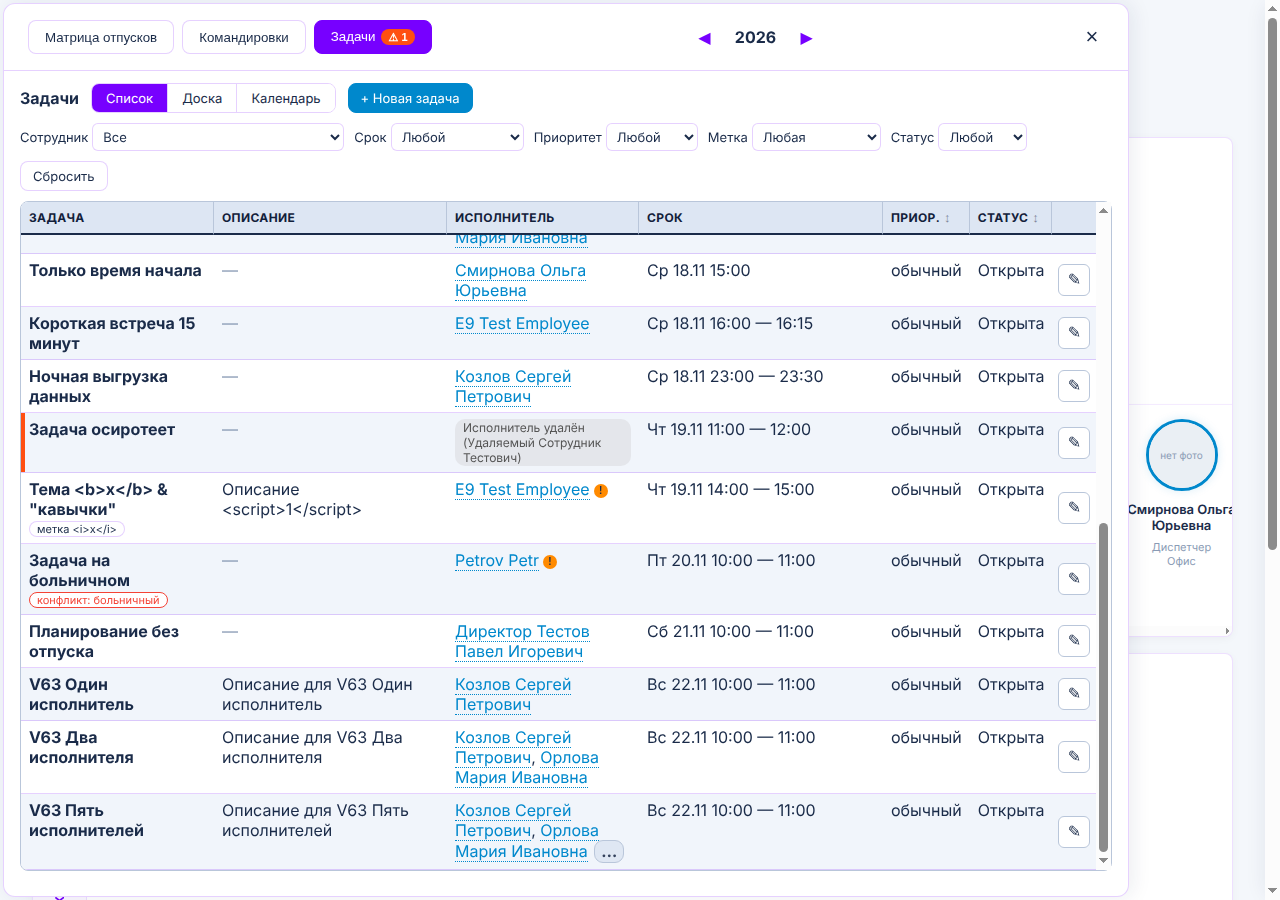 Матрица отпусков
Командировки
Задачи ⚠ 1
◀ 2026 ▶
×
Задачи
Список
Доска
Календарь
+ Новая задача
Сотрудник Все
Срок Любой
Приоритет Любой
Метка Любая
Статус Любой
Сбросить
ЗАДАЧА ОПИСАНИЕ ИСПОЛНИТЕЛЬ СРОК ПРИОР. ↕ СТАТУС ↕
Мария Ивановна
Только время начала — Смирнова Ольга Ср 18.11 15:00 обычный Открыта ✎
Юрьевна
Короткая встреча 15 — E9 Test Employee Ср 18.11 16:00 — 16:15 обычный Открыта ✎
минут
Ночная выгрузка — Козлов Сергей Ср 18.11 23:00 — 23:30 обычный Открыта ✎
данных Петрович
Задача осиротеет — Исполнитель удалён Чт 19.11 11:00 — 12:00 обычный Открыта ✎
(Удаляемый Сотрудник
Тестович)
Тема <b>x</b> & Описание E9 Test Employee ! Чт 19.11 14:00 — 15:00 обычный Открыта ✎
"кавычки" <script>1</script>
метка <i>x</i>
Задача на — Petrov Petr ! Пт 20.11 10:00 — 11:00 обычный Открыта ✎
больничном
конфликт: больничный
Планирование без — Директор Тестов Сб 21.11 10:00 — 11:00 обычный Открыта ✎
отпуска Павел Игоревич
V63 Один Описание для V63 Один Козлов Сергей Вс 22.11 10:00 — 11:00 обычный Открыта ✎
исполнитель исполнитель Петрович
V63 Два Описание для V63 Два Козлов Сергей Вс 22.11 10:00 — 11:00 обычный Открыта ✎
исполнителя исполнителя Петрович, Орлова
Мария Ивановна
V63 Пять Описание для V63 Пять Козлов Сергей Вс 22.11 10:00 — 11:00 обычный Открыта ✎
исполнителей исполнителей Петрович, Орлова
Мария Ивановна ...
нет фото
Смирнова Ольга
Юрьевна
Диспетчер
Офис